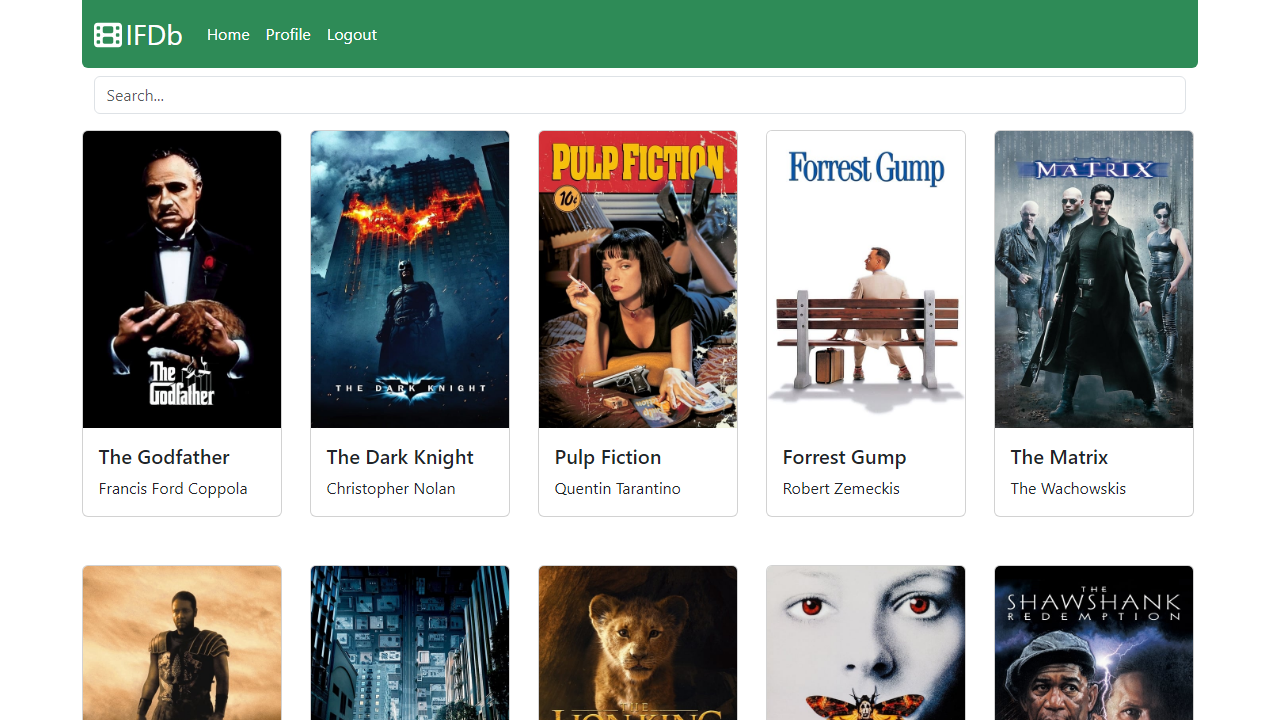 IFDb Home Profile Logout
Search...
The
Godfather
THE DARK KNIGHT
PULP FICTION
10¢
Forrest Gump
MATRIX
The Godfather
The Dark Knight
Pulp Fiction
Forrest Gump
The Matrix
Francis Ford Coppola
Christopher Nolan
Quentin Tarantino
Robert Zemeckis
The Wachowskis
THE
LION KING
THE
SHAWSHANK
REDEMPTION